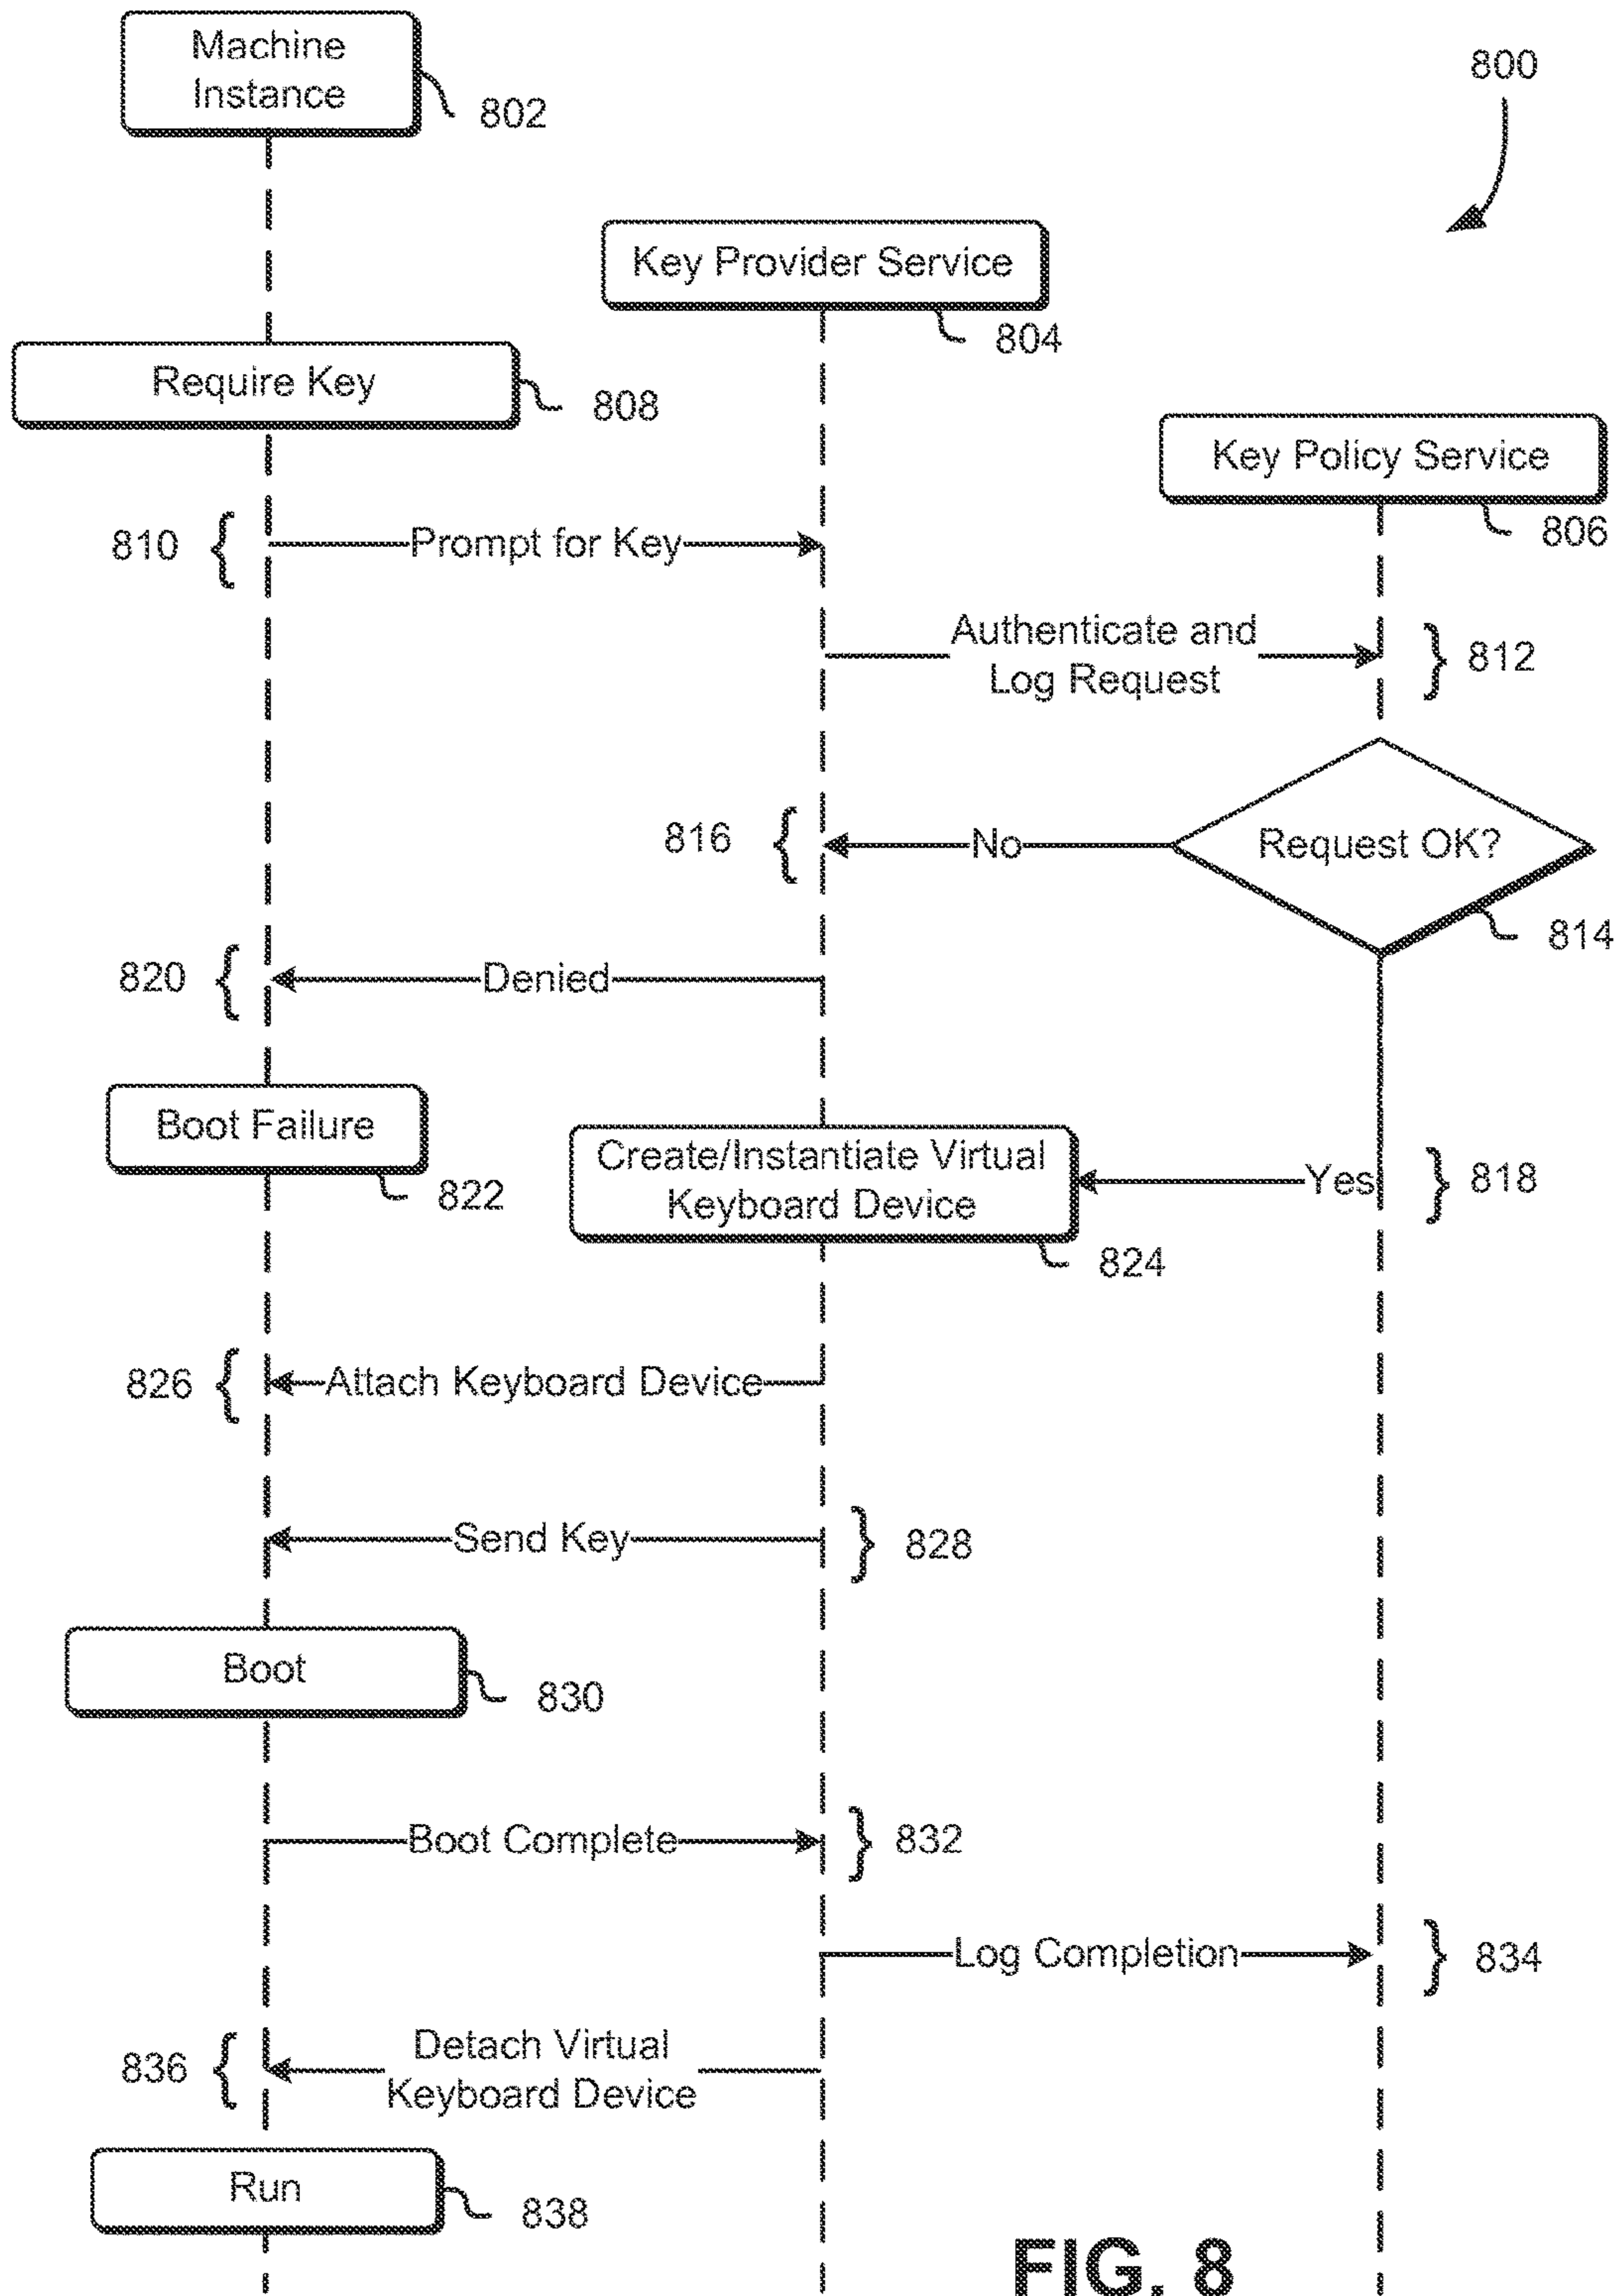 Machine
Instance
802
800
Key Provider Service
804
Require Key
808
Key Policy Service
806
810
Prompt for Key
Authenticate and
Log Request
812
816
No
Request OK?
814
820
Denied
Boot Failure
822
Create/Instantiate Virtual
Keyboard Device
824
Yes
818
826
Attach Keyboard Device
Send Key
828
Boot
830
Boot Complete
832
Log Completion
834
836
Detach Virtual
Keyboard Device
Run
838
FIG. 8